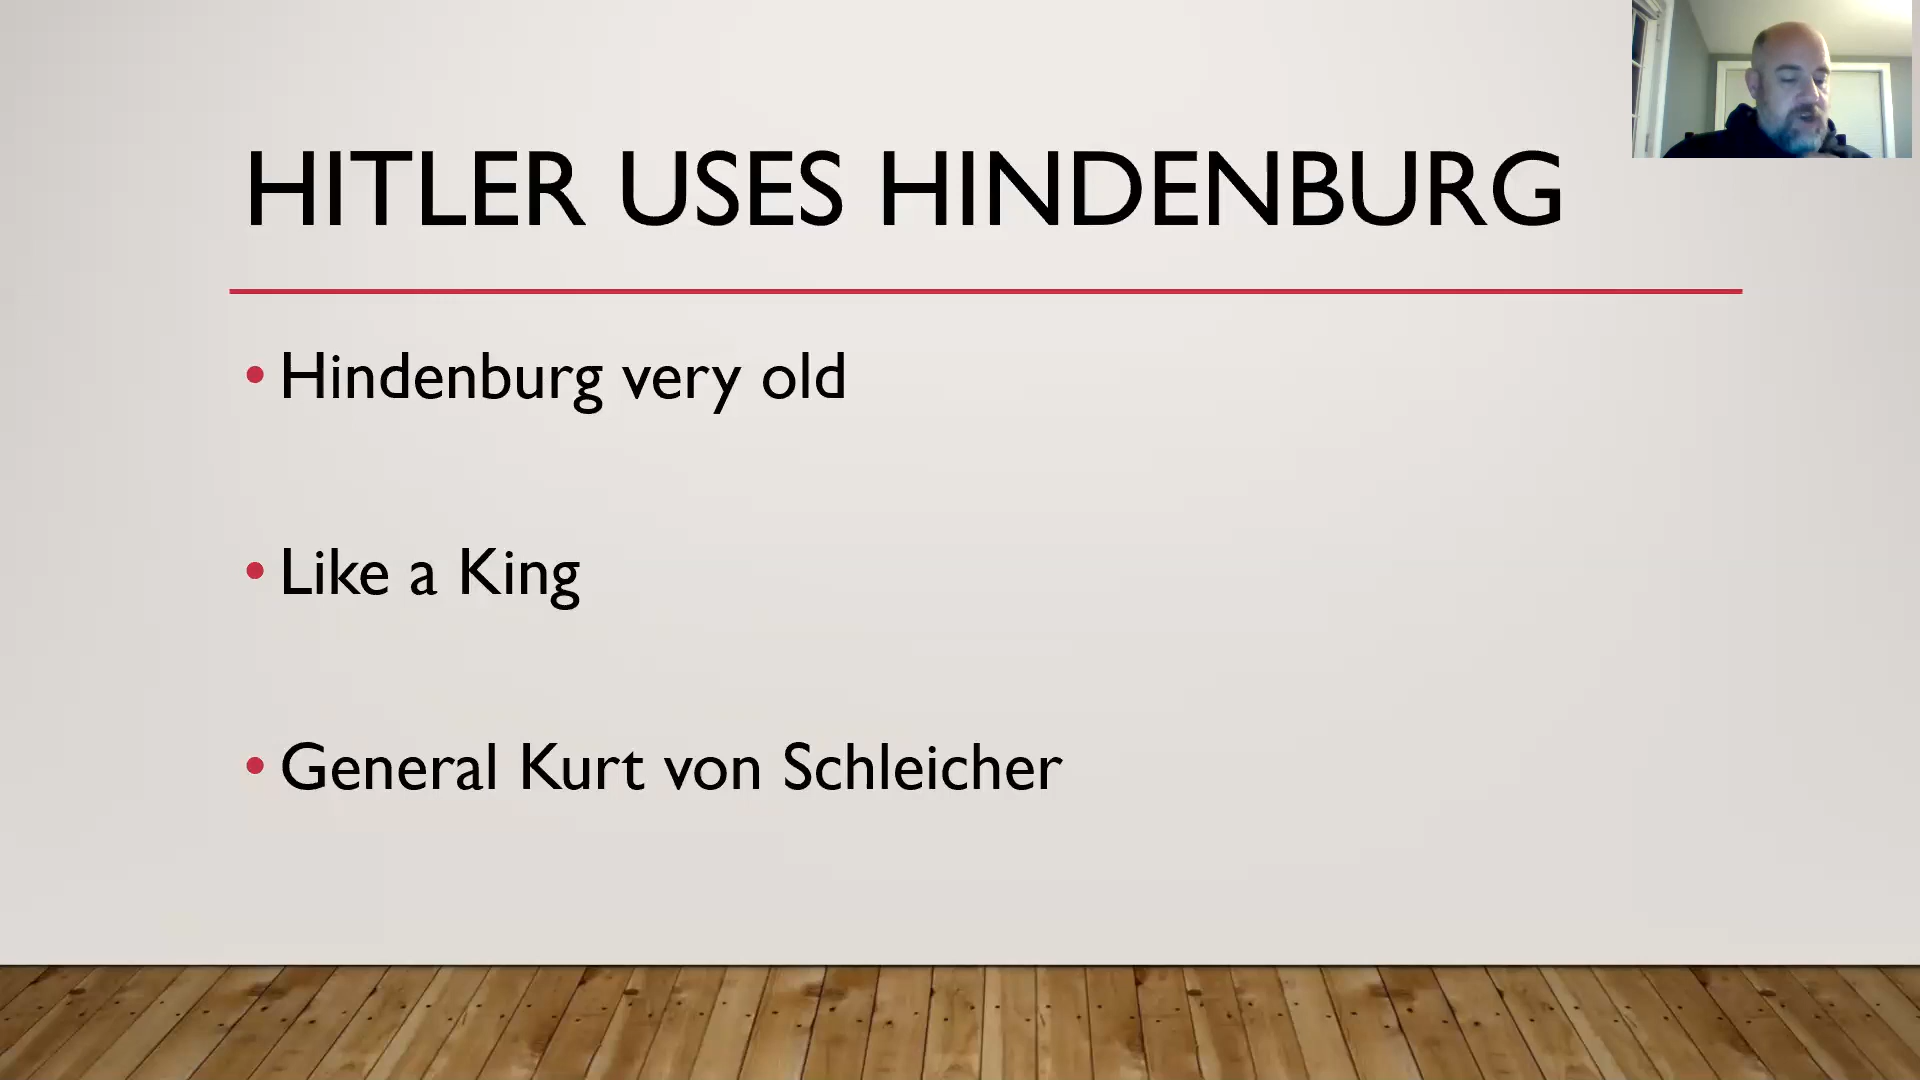 HITLER USES HINDENBURG
• Hindenburg very old
• Like a King
• General Kurt von Schleicher